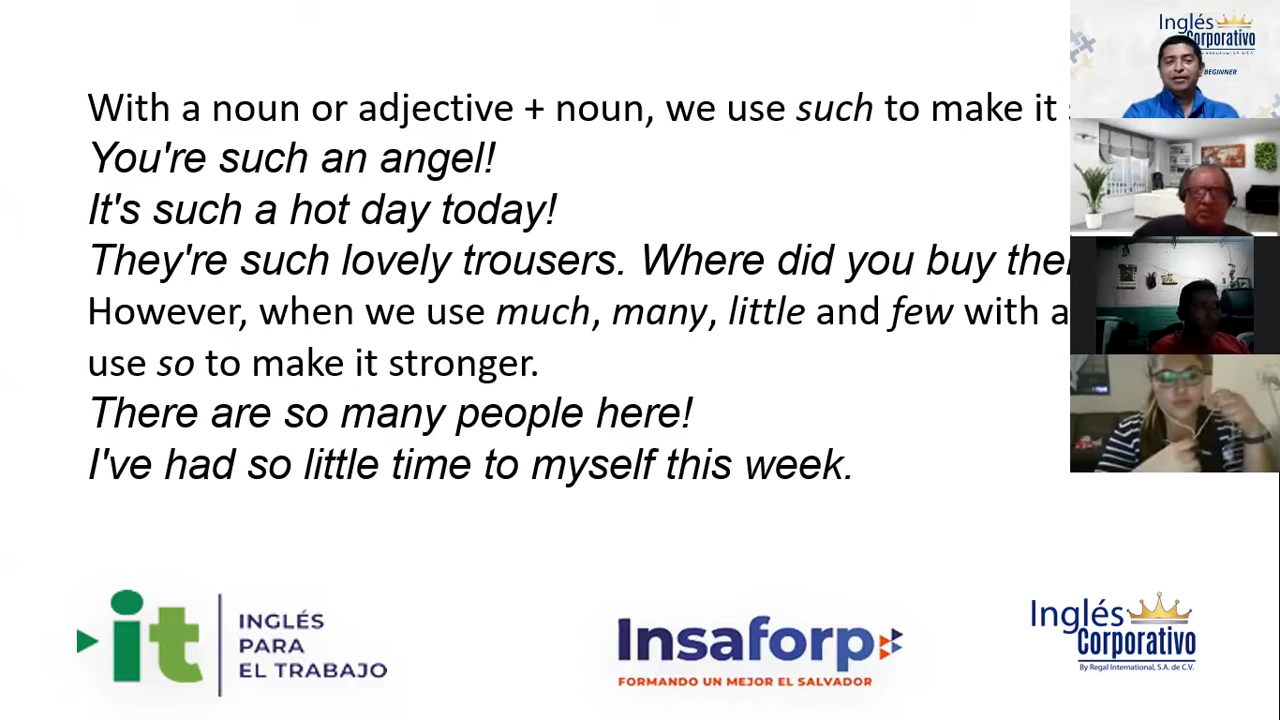 With a noun or adjective + noun, we use such to make it
You're such an angel!
It's such a hot day today!
They're such lovely trousers. Where did you buy
However, when we use much, many, little and few with a
use so to make it stronger.
There are so many people here!
I've had so little time to myself this week.
it
INGLÉS
PARA
EL TRABAJO
Insaforp
FORMANDO UN MEJOR EL SALVADOR
Inglés
Corporativo
By Regal International, S.A. de C.V.
Inglés
Corporativo
BEGINNER